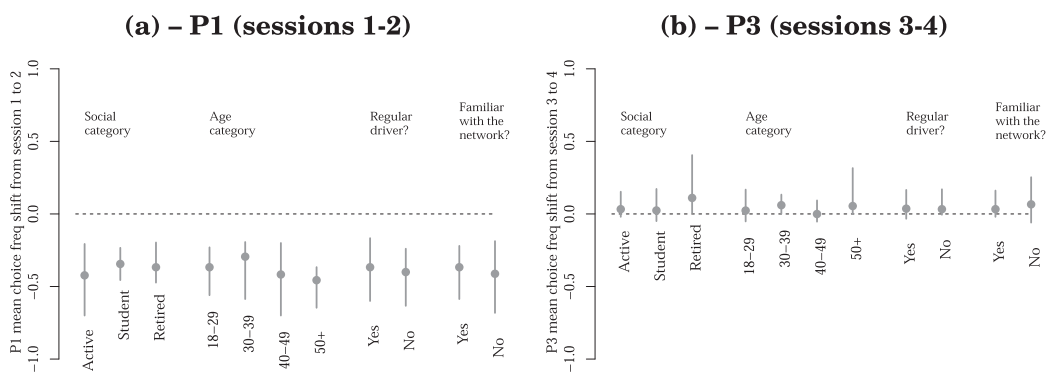 (a) – P1 (sessions 1-2)
P1 mean choice freq shift from session 1 to 2
1.0
0.5
0.0
−0.5
−1.0
Social
category
Age
category
Regular
driver?
Familiar
with the
network?
Active
Student
Retired
18–29
30–39
40–49
50+
Yes
No
Yes
No
(b) – P3 (sessions 3-4)
P3 mean choice freq shift from session 3 to 4
1.0
0.5
0.0
−0.5
−1.0
Social
category
Age
category
Regular
driver?
Familiar
with the
network?
Active
Student
Retired
18–29
30–39
40–49
50+
Yes
No
Yes
No